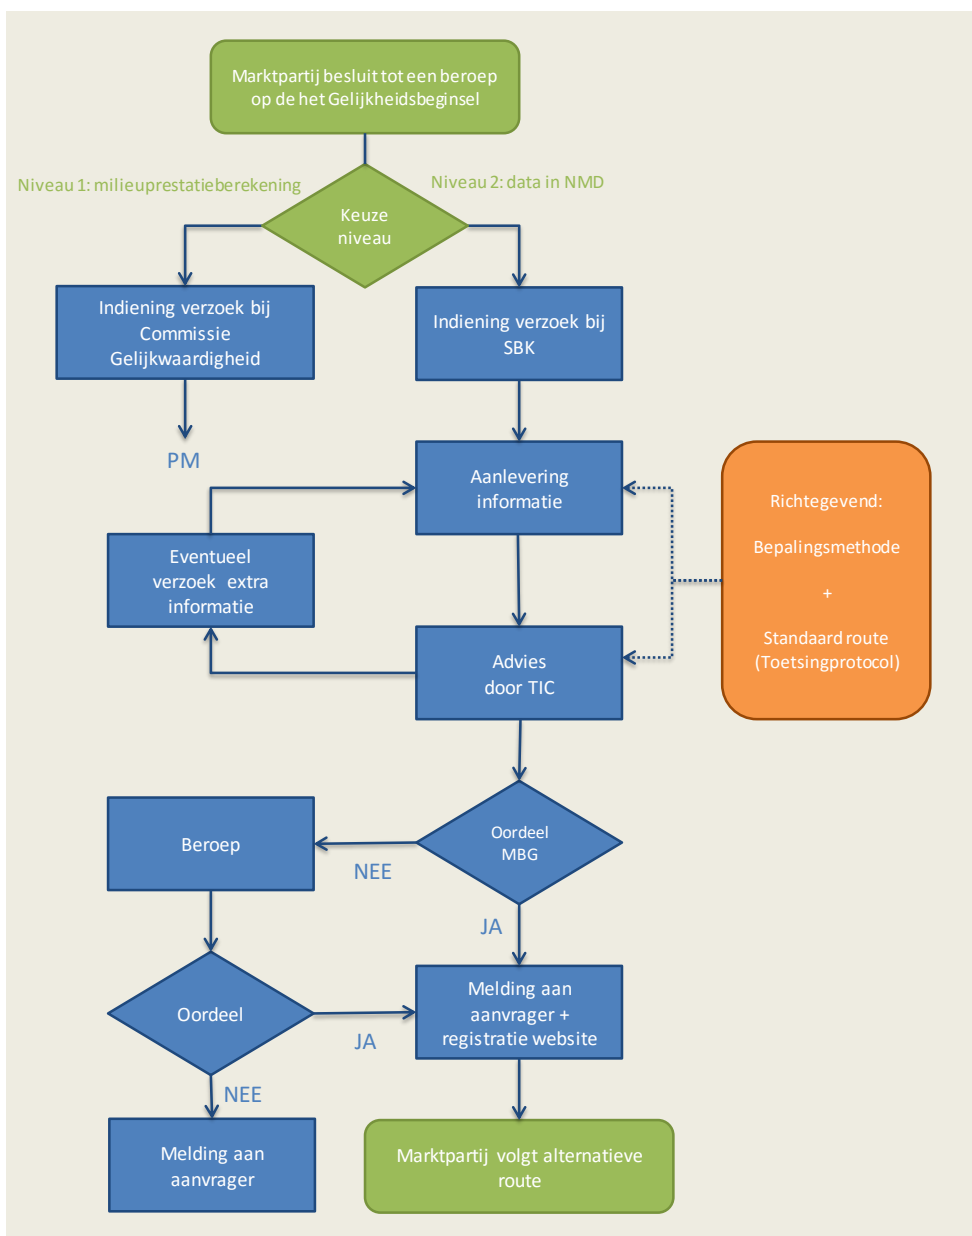 Marktpartij besluit tot een beroep
op de het Gelijkheidsbeginsel
Niveau 1: milieuprestatieberekening
Niveau 2: data in NMD
Keuze
niveau
Indiening verzoek bij
Commissie
Gelijkwaardigheid
Indiening verzoek bij
SBK
PM
Aanlevering
informatie
Richtegevend:
Bepalingsmethode
+
Standaard route
(Toetsingprotocol)
Eventueel
verzoek extra
informatie
Advies
door TIC
Oordeel
MBG
Beroep
NEE
JA
Oordeel
Melding aan
aanvrager +
registratie website
JA
NEE
Melding aan
aanvrager
Marktpartij volgt alternatieve
route